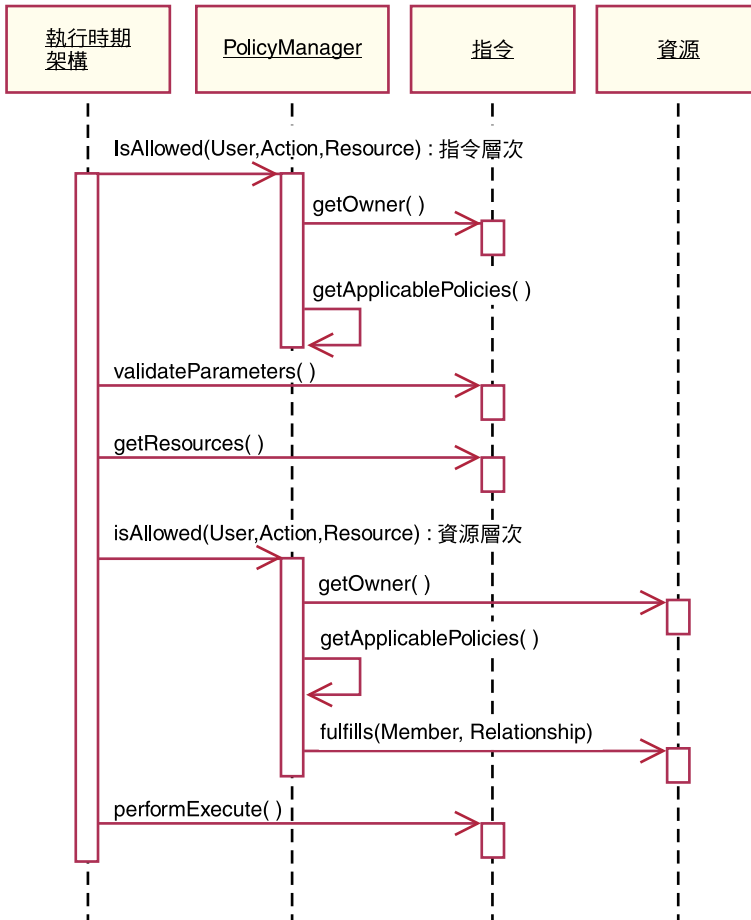 執行時期
架構
PolicyManager
指令
資源
IsAllowed(User,Action,Resource) : 指令層次
getOwner( )
getApplicablePolicies( )
validateParameters( )
getResources( )
isAllowed(User,Action,Resource) : 資源層次
getOwner( )
getApplicablePolicies( )
fulfills(Member, Relationship)
performExecute( )